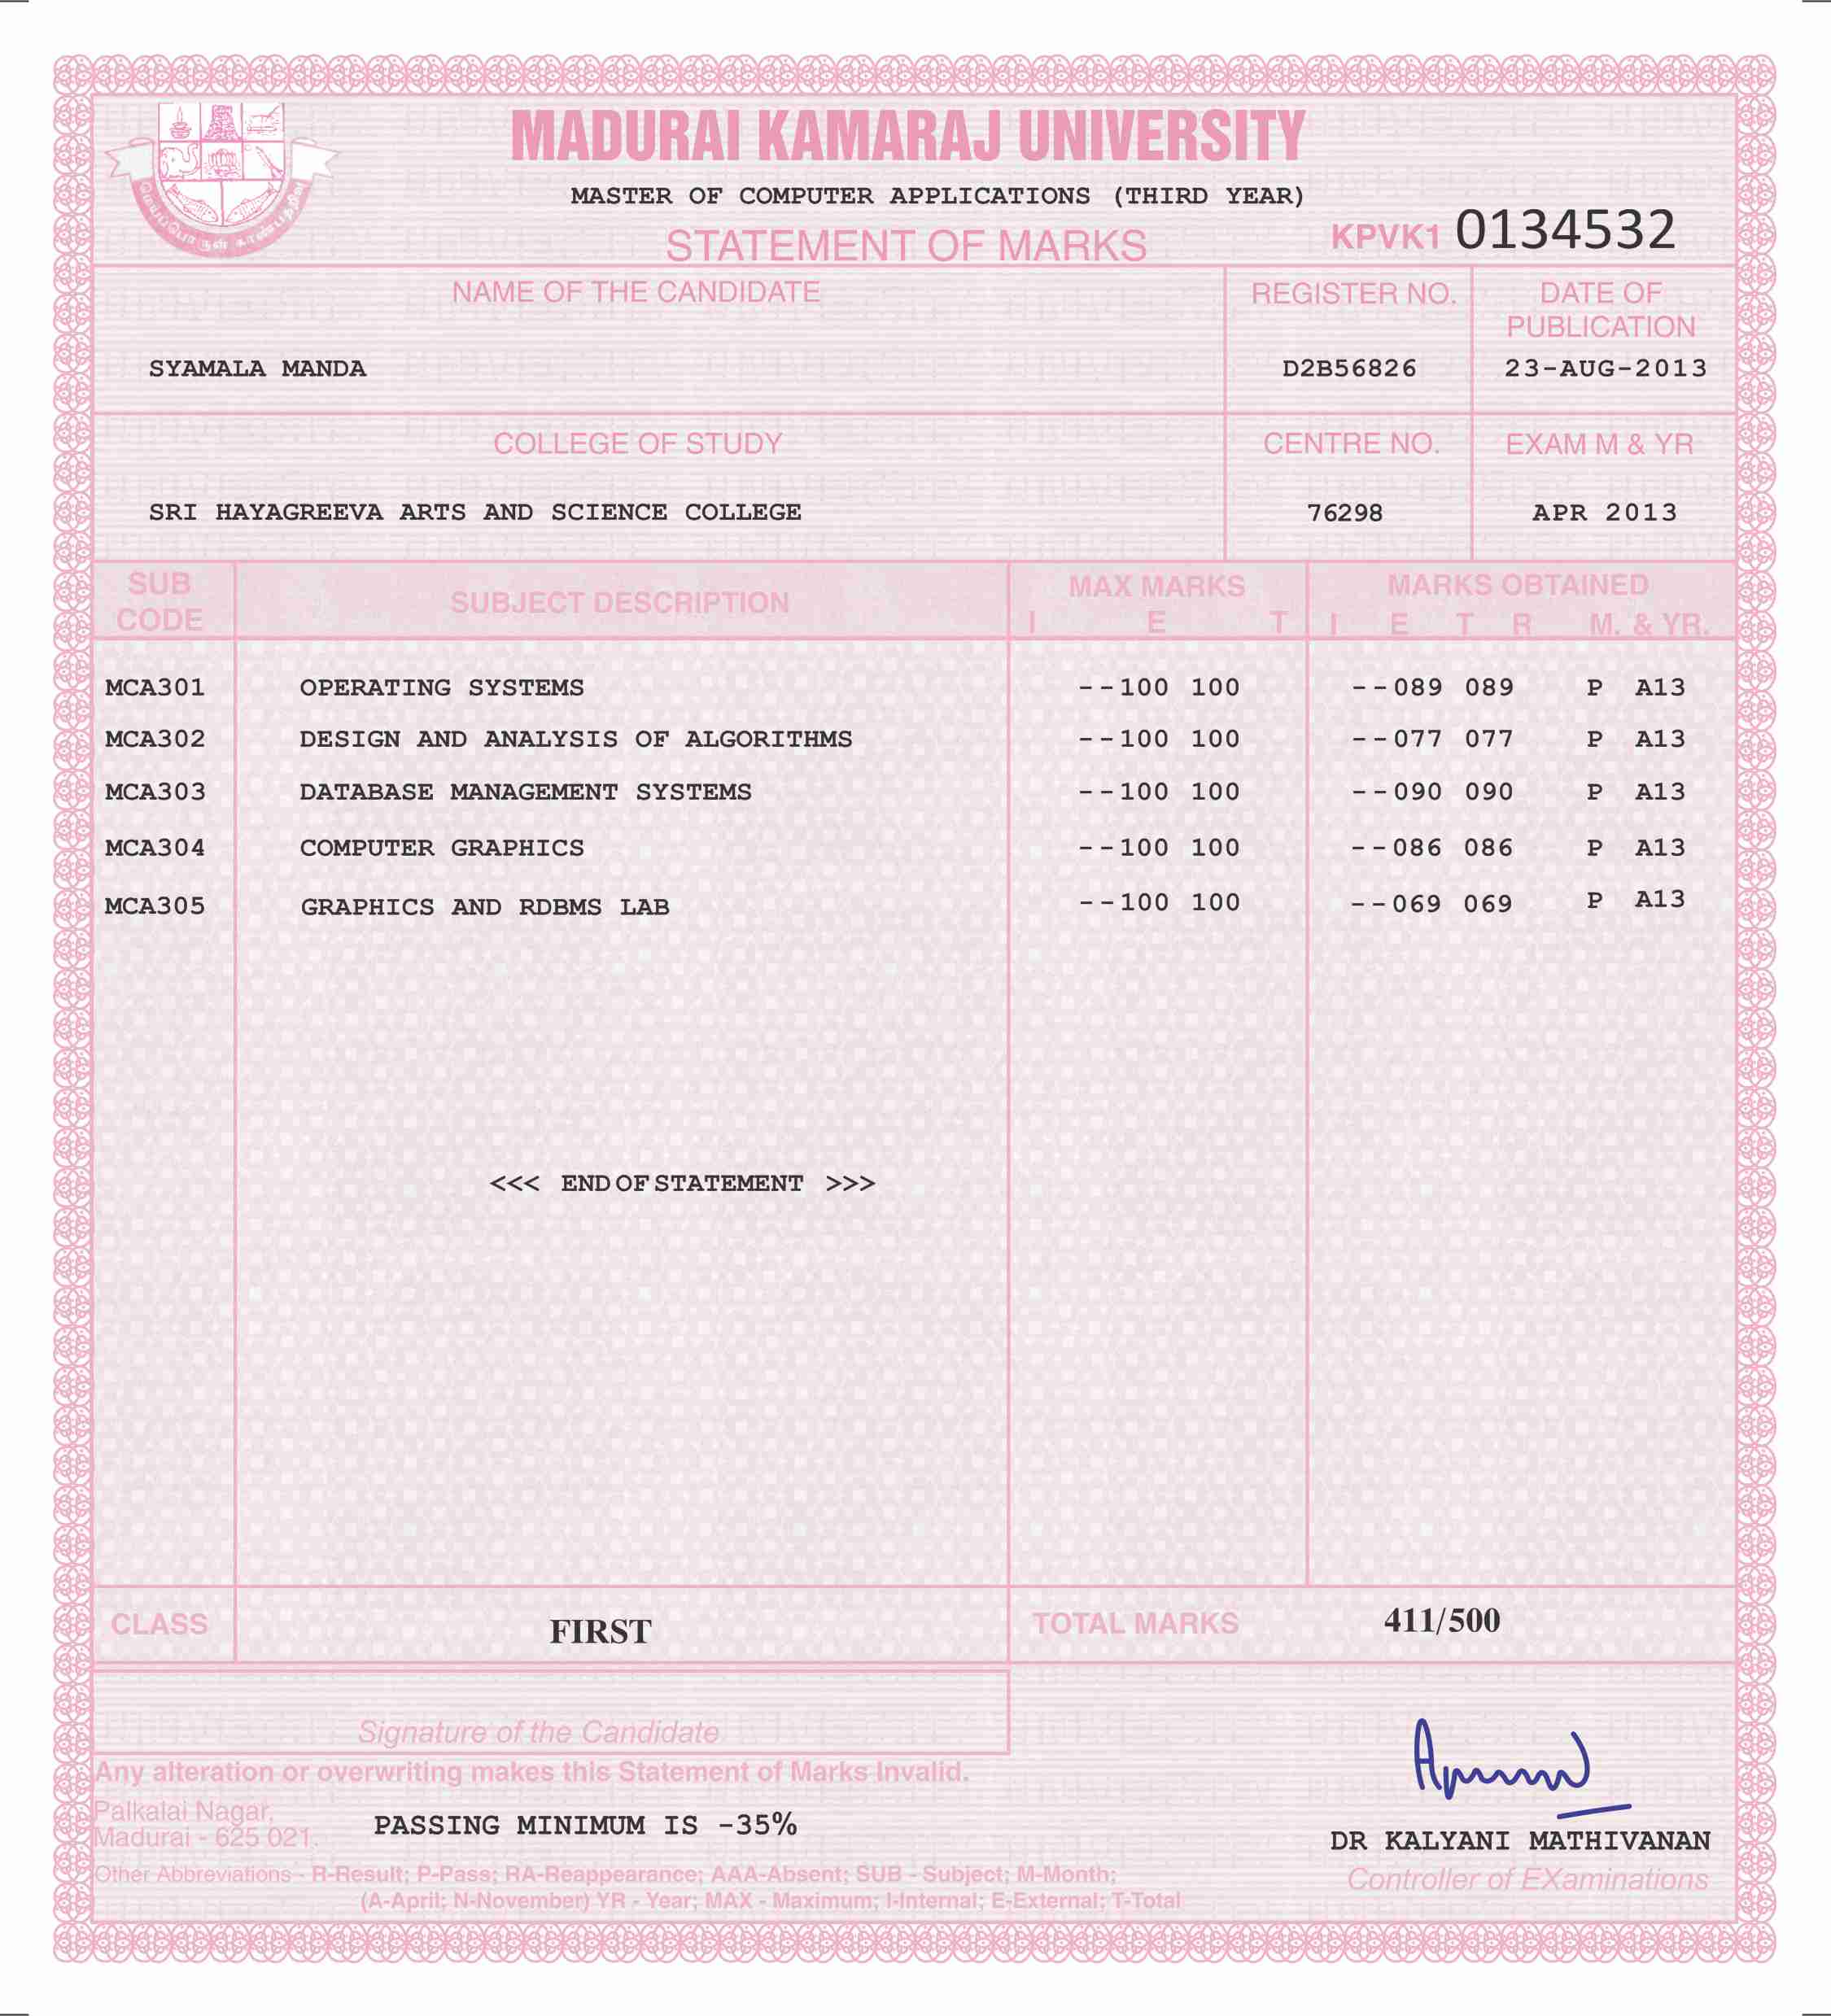 MADURAI KAMARAJ UNIVERSITY
MASTER OF COMPUTER APPLICATIONS (THIRD YEAR)
STATEMENT OF MARKS
KPVK1 0134532
NAME OF THE CANDIDATE
REGISTER NO.
DATE OF
PUBLICATION
SYAMALA MANDA
D2B56826
23-AUG-2013
COLLEGE OF STUDY
CENTRE NO.
EXAM M & YR
SRI HAYAGREEVA ARTS AND SCIENCE COLLEGE
76298
APR 2013
SUB
CODE
SUBJECT DESCRIPTION
MAX MARKS
I E T
MARKS OBTAINED
I E T R M. & YR.
MCA301 OPERATING SYSTEMS --100 100 --089 089 P A13
MCA302 DESIGN AND ANALYSIS OF ALGORITHMS --100 100 --077 077 P A13
MCA303 DATABASE MANAGEMENT SYSTEMS --100 100 --090 090 P A13
MCA304 COMPUTER GRAPHICS --100 100 --086 086 P A13
MCA305 GRAPHICS AND RDBMS LAB --100 100 --069 069 P A13
<<< END OF STATEMENT >>>
CLASS FIRST TOTAL MARKS 411/500
Signature of the Candidate
Any alteration or overwriting makes this Statement of Marks Invalid.
Palkalai Nagar,
Madurai - 625 021.
PASSING MINIMUM IS -35%
DR KALYANI MATHIVANAN
Controller of EXaminations
Other Abbreviations - R-Result; P-Pass; RA-Reappearance; AAA-Absent; SUB - Subject; M-Month;
(A-April; N-November) YR - Year; MAX - Maximum; I-Internal; E-External; T-Total